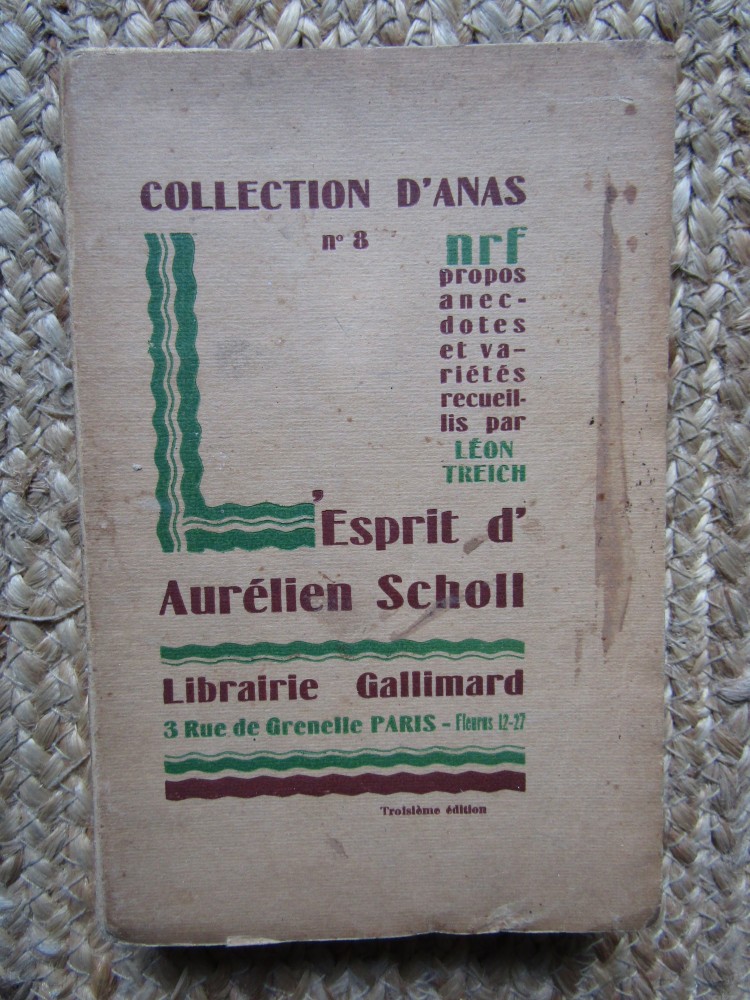 COLLECTION D'ANAS
nº 8
nrf
propos
anec-
dotes
et va-
riétés
recueil-
lis par
LÉON
TREICH
L'Esprit d'
Aurélien Scholl
Librairie Gallimard
3 Rue de Grenelle PARIS - Fleurus 12-27
Troisième édition